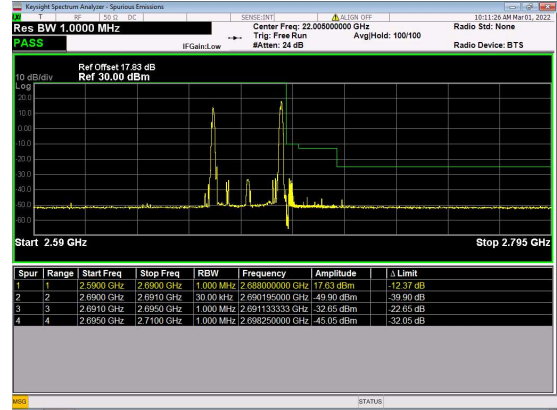 Keysight Spectrum Analyzer - Spurious Emissions
RF 50 Ω DC SENSE:INT ALIGN OFF 10:11:26 AM Mar 01, 2022
Res BW 1.0000 MHz Center Freq: 22.005000000 GHz Radio Std: None
Trig: Free Run Avg|Hold: 100/100
PASS IFGain:Low #Atten: 24 dB Radio Device: BTS
Ref Offset 17.83 dB
10 dB/div Ref 30.00 dBm
Log
20.0
10.0
0.00
-10.0
-20.0
-30.0
-40.0
-50.0
-60.0
Start 2.59 GHz Stop 2.795 GHz
Spur Range Start Freq Stop Freq RBW Frequency Amplitude Δ Limit
1 1 2.5900 GHz 2.6900 GHz 1.000 MHz 2.688000000 GHz 17.63 dBm -12.37 dB
2 2 2.6900 GHz 2.6910 GHz 30.00 kHz 2.690195000 GHz -49.90 dBm -39.90 dB
3 3 2.6910 GHz 2.6950 GHz 1.000 MHz 2.691133333 GHz -32.65 dBm -22.65 dB
4 4 2.6950 GHz 2.7100 GHz 1.000 MHz 2.698250000 GHz -45.05 dBm -32.05 dB
MSG STATUS